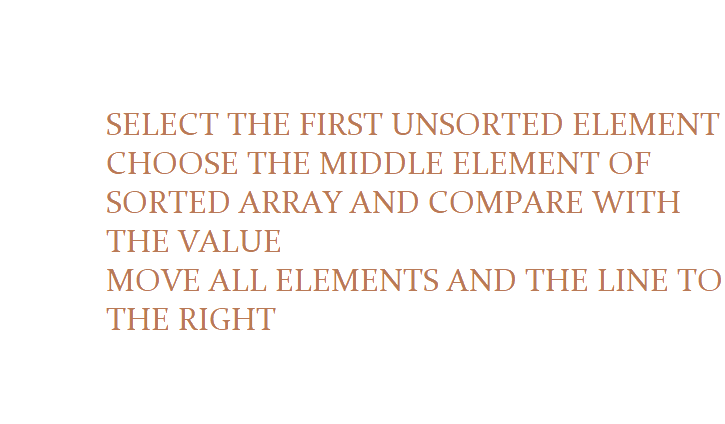 SELECT THE FIRST UNSORTED ELEMENT
CHOOSE THE MIDDLE ELEMENT OF
SORTED ARRAY AND COMPARE WITH
THE VALUE
MOVE ALL ELEMENTS AND THE LINE TO
THE RIGHT